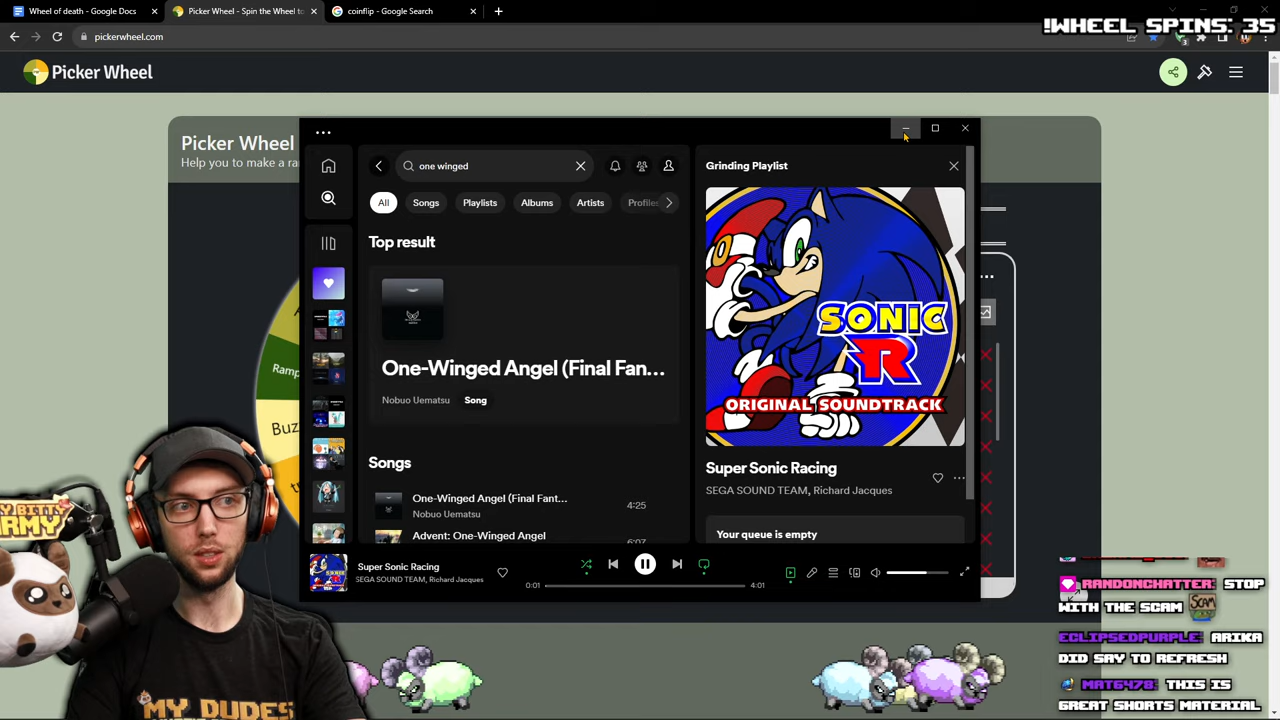 Wheel of death - Google Docs
Picker Wheel - Spin the Wheel to
coinflip - Google Search
pickerwheel.com
!WHEEL SPINS: 35
Picker Wheel
Picker Wheel
Help you to make a ra
one winged
Grinding Playlist
All
Songs
Playlists
Albums
Artists
Profiles
Top result
One-Winged Angel (Final Fan...
Nobuo Uematsu
Song
SONIC
R
ORIGINAL SOUNDTRACK
Super Sonic Racing
SEGA SOUND TEAM, Richard Jacques
Songs
One-Winged Angel (Final Fant...
Nobuo Uematsu
4:25
Advent: One-Winged Angel
6:07
Your queue is empty
Super Sonic Racing
SEGA SOUND TEAM, Richard Jacques
0:01
4:01
Ramp
Buz
ARMY
MY DUDES
RANDONCHATTER: STOP
WITH THE SCAM
SCAM
ECLIPSEDPURPLE: ARIKA
DID SAY TO REFRESH
MAT6478: THIS IS
GREAT SHORTS MATERIAL